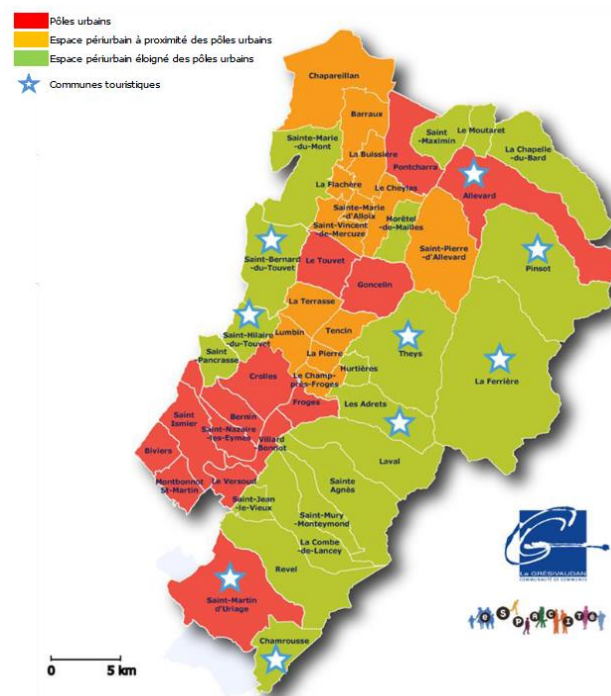 Pôles urbains
Espace périurbain à proximité des pôles urbains
Espace périurbain éloigné des pôles urbains
Communes touristiques
Chapareillan
Barraux
Sainte-Marie
-du-Mont
Saint
-Maximin
Le Moutaret
La Chapelle
-du-Bard
La Buissière
Pontcharra
Allevard
La Flachère
Le Cheylas
Sainte-Marie
-d'Alloix
Saint-Vincent
-de-Mercuze
Morêtel
-de-Mailles
Saint-Pierre
-d'Allevard
Saint-Bernard
-du-Touvet
Le Touvet
Goncelin
Pinsot
La Terrasse
Saint-Hilaire
-du-Touvet
Lumbin
Tencin
Theys
La Ferrière
Saint
Pancrasse
La Pierre
Hurtières
Crolles
Le Champ
-près-Froges
Froges
Les Adrets
Saint
Ismier
Bernin
Saint-Nazaire
-les-Eymes
Villard
-Bonnot
Biviers
Laval
Montbonnot
St-Martin
Le Versoud
Sainte
Agnès
Saint-Jean
-le-Vieux
Saint-Mury
-Monteymond
La Combe
-de-Lancey
Revel
Saint-Martin
d'Uriage
Chamrousse
0 5 km
Le GRÉSIVAUDAN
COMMUNAUTÉ DE COMMUNES
eSPACITé